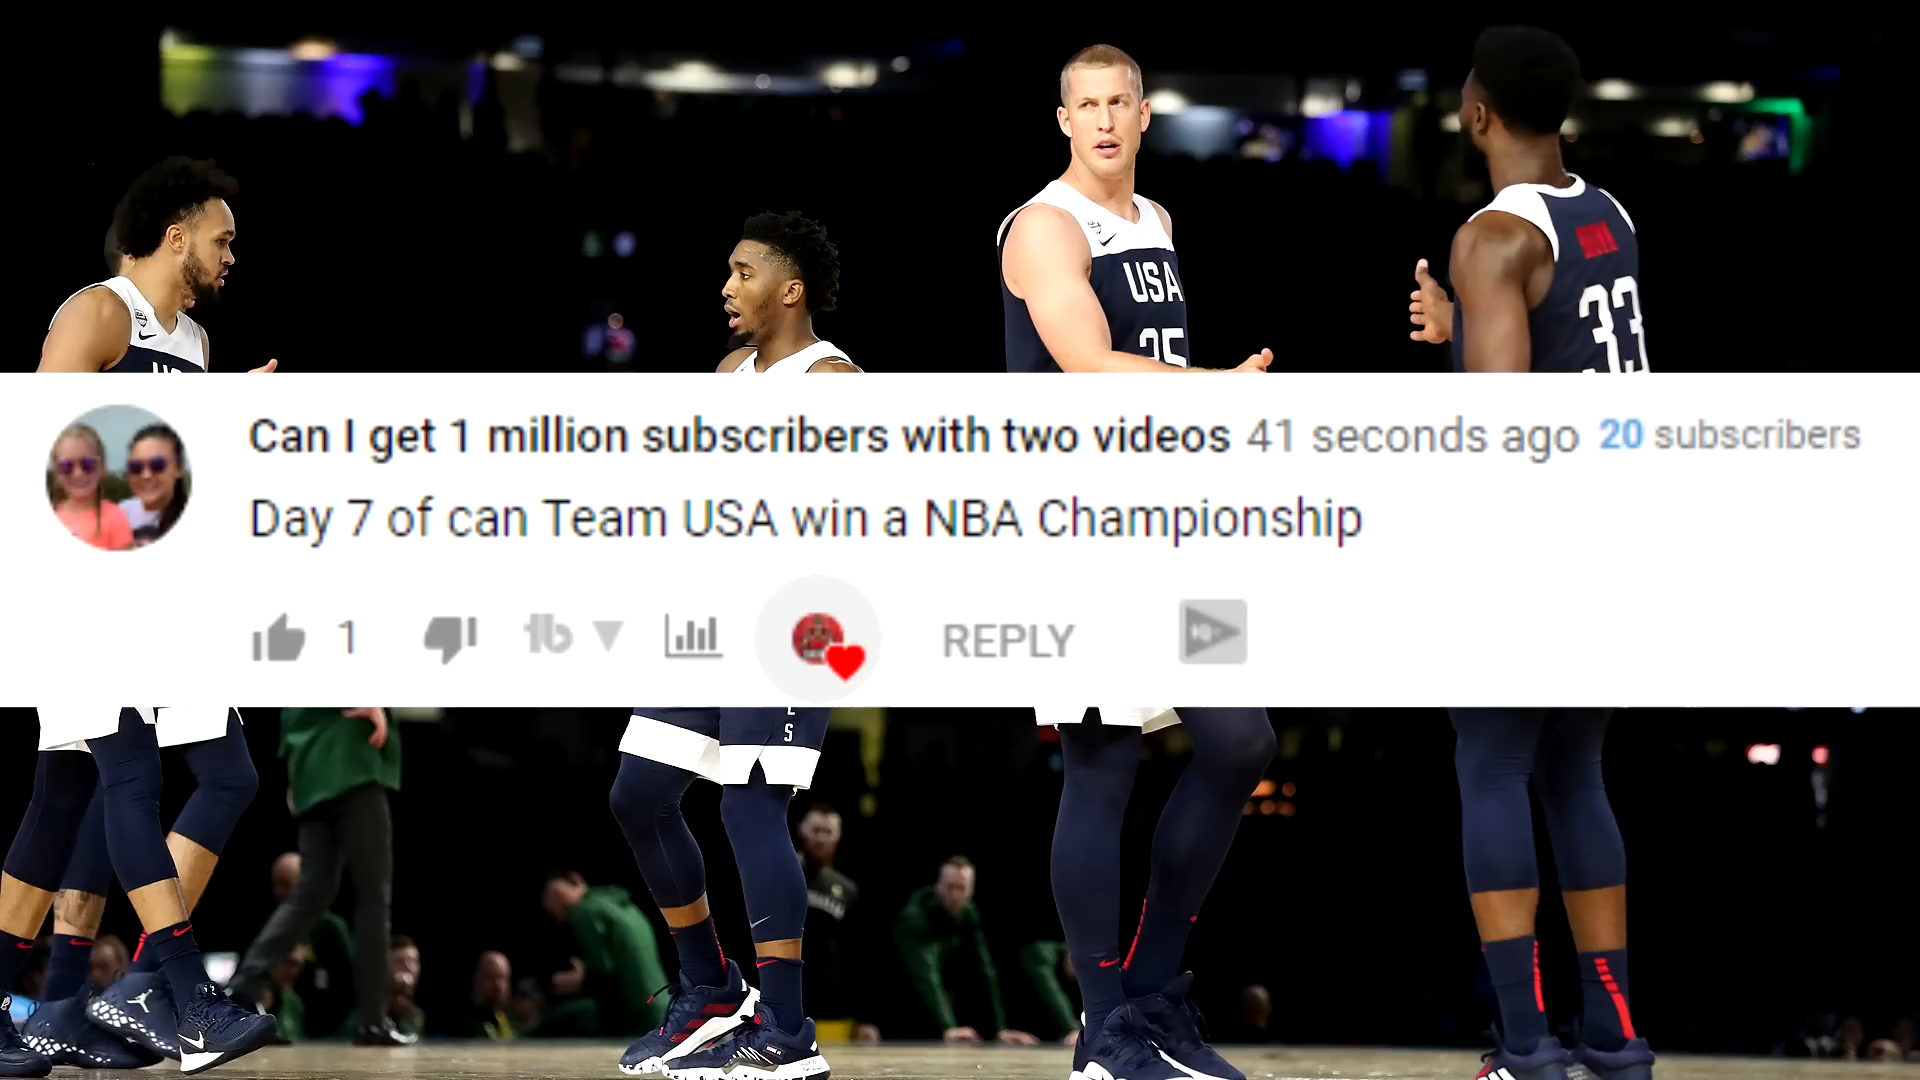 USA
35
33
Can I get 1 million subscribers with two videos 41 seconds ago 20 subscribers
Day 7 of can Team USA win a NBA Championship
1
REPLY
S